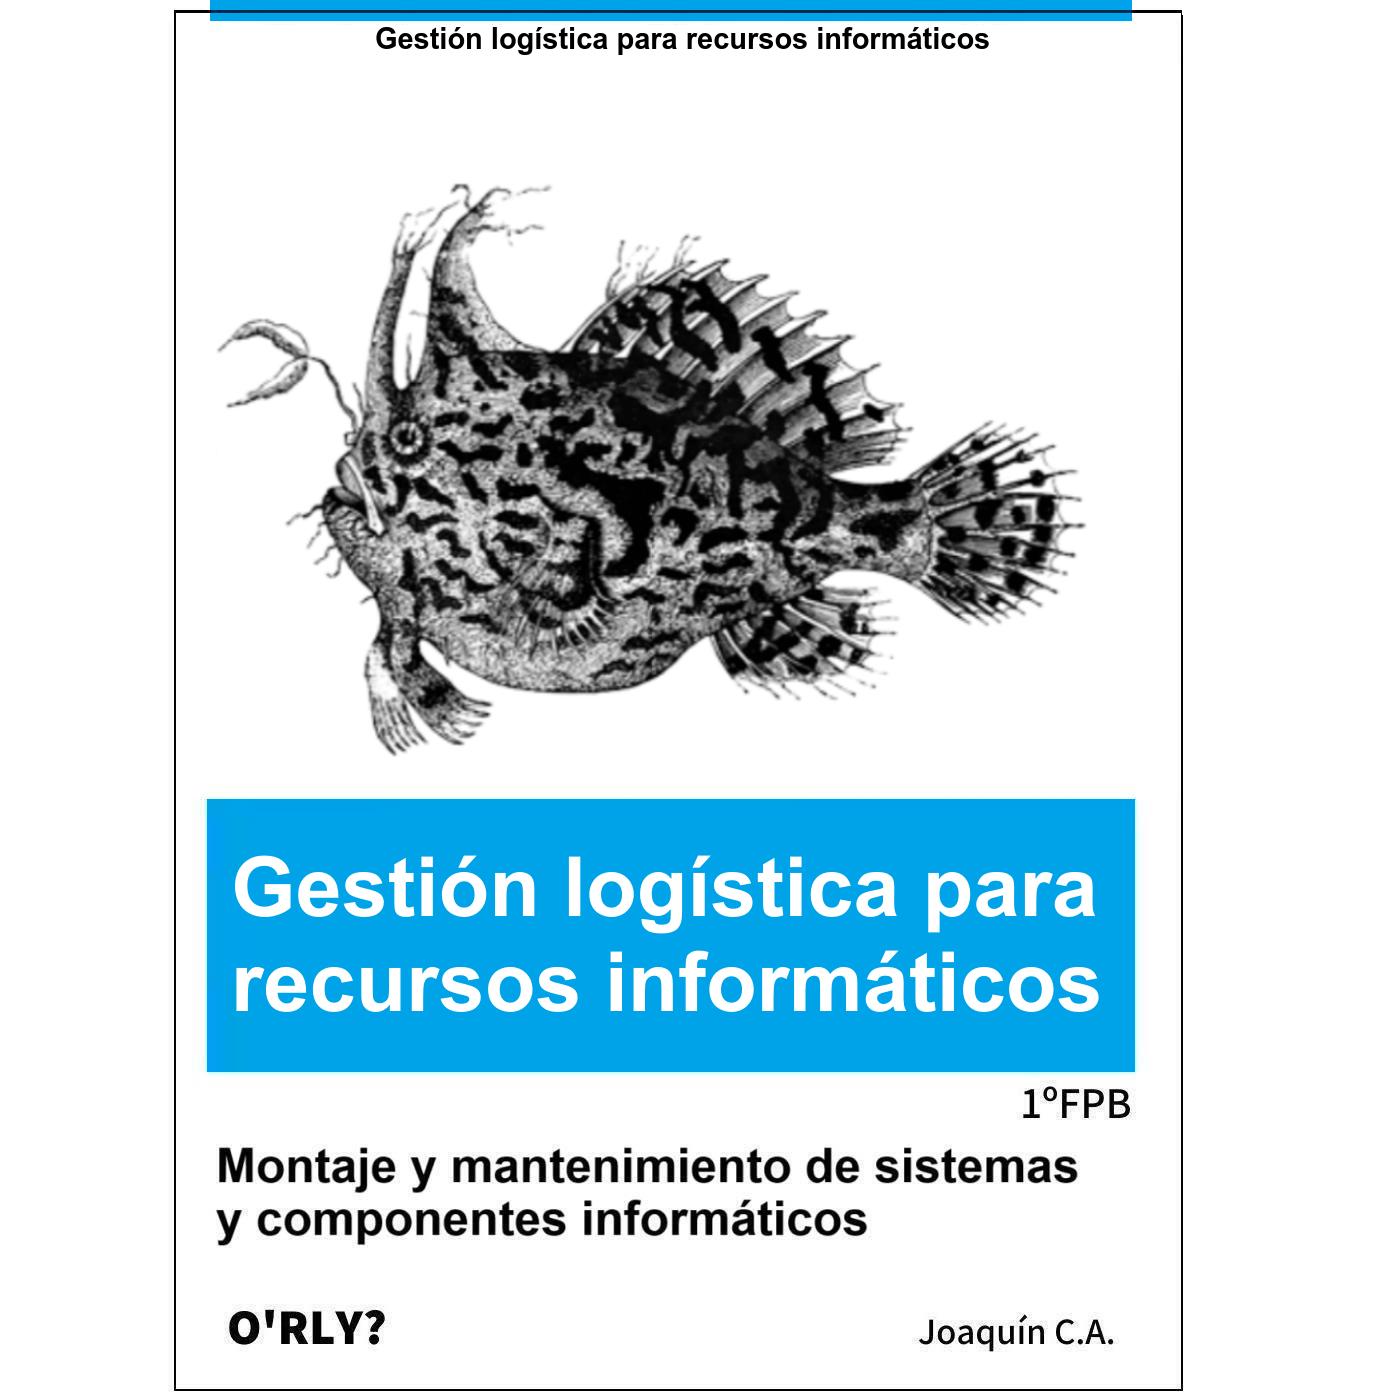 Gestión logística para recursos informáticos
Gestión logística para
recursos informáticos
1ºFPB
Montaje y mantenimiento de sistemas
y componentes informáticos
O'RLY?
Joaquín C.A.